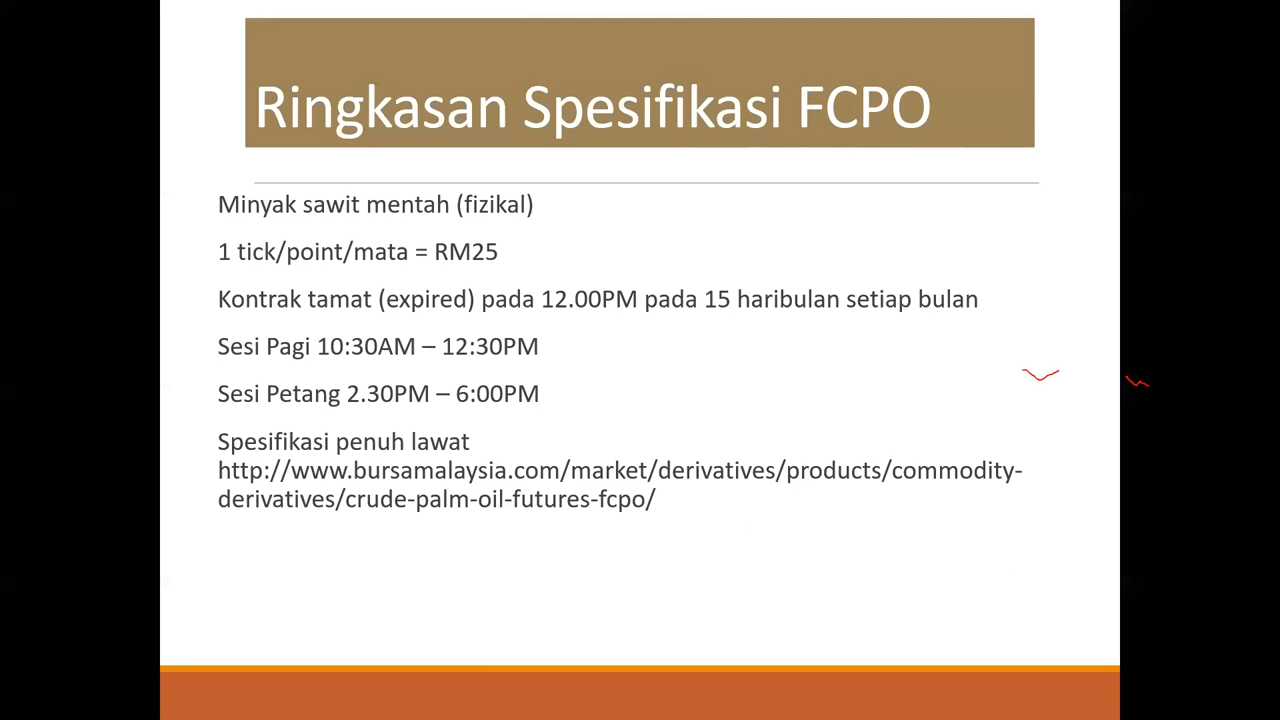 Ringkasan Spesifikasi FCPO
Minyak sawit mentah (fizikal)
1 tick/point/mata = RM25
Kontrak tamat (expired) pada 12.00PM pada 15 haribulan setiap bulan
Sesi Pagi 10:30AM – 12:30PM
Sesi Petang 2.30PM – 6:00PM
Spesifikasi penuh lawat
http://www.bursamalaysia.com/market/derivatives/products/commodity-
derivatives/crude-palm-oil-futures-fcpo/